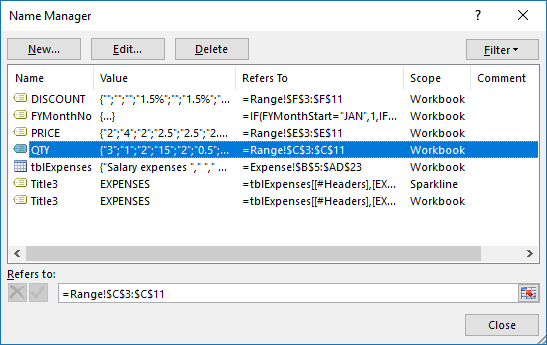 Name Manager
New... Edit... Delete Filter
Name Value Refers To Scope Comment
DISCOUNT {"";"";"";"1.5%";"";"1.5%";"... =Range!$F$3:$F$11 Workbook
FYMonthNo {...} =IF(FYMonthStart="JAN",1,IF... Workbook
PRICE {"2";"4";"2";"2.5";"2.5";"2.... =Range!$E$3:$E$11 Workbook
QTY {"3";"1";"2";"15";"2";"0.5";... =Range!$C$3:$C$11 Workbook
tblExpenses {"Salary expenses "," "," ... =Expense!$B$5:$AD$23 Workbook
Title3 EXPENSES =tblExpenses[[#Headers],[EX... Sparkline
Title3 EXPENSES =tblExpenses[[#Headers],[EX... Workbook
Refers to:
=Range!$C$3:$C$11
Close